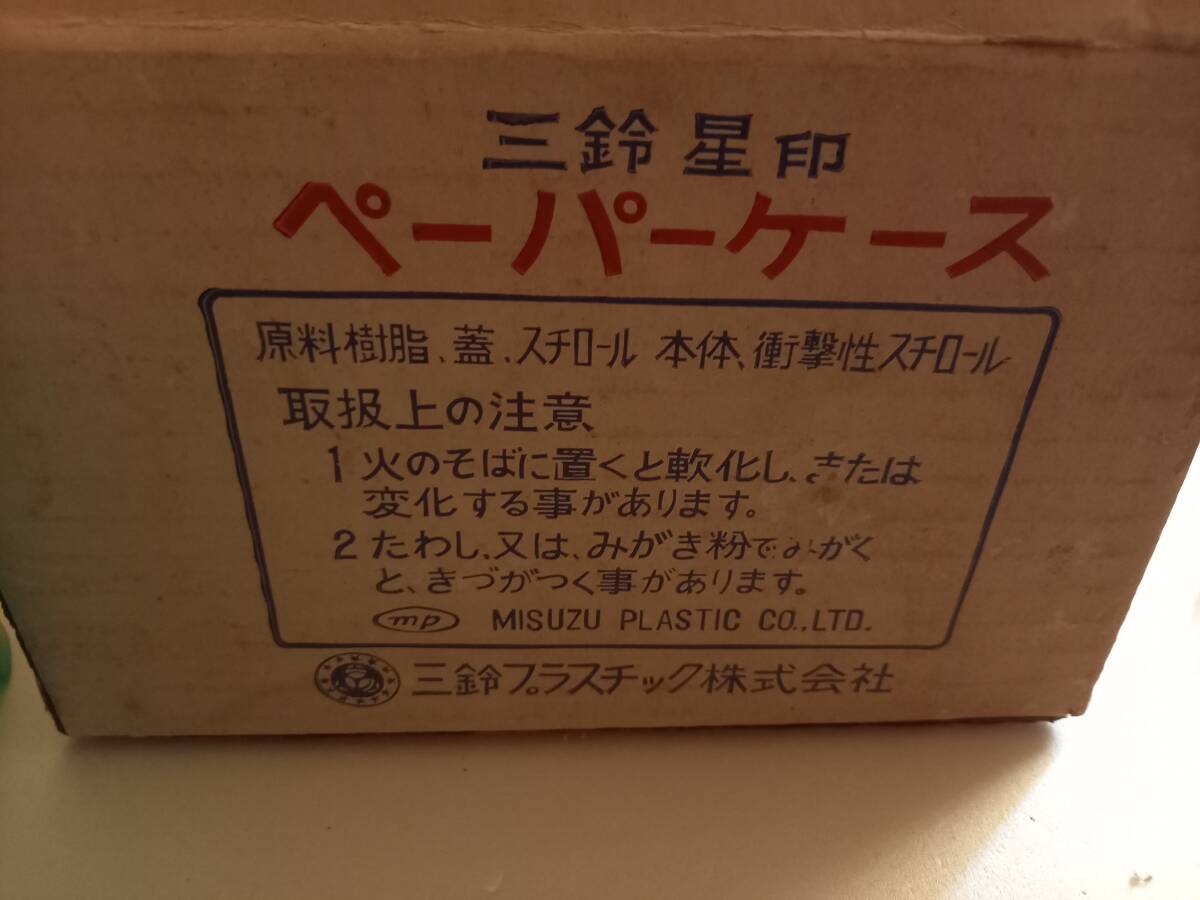 三鈴星印
ペーパーケース
原料樹脂、蓋、スチロール 本体、衝撃性スチロール
取扱上の注意
1 火のそばに置くと軟化し、または
変化する事があります。
2 たわし、又は、みがき粉でみがく
と、きづがつく事があります。
mp MISUZU PLASTIC CO.,LTD.
三鈴プラスチック株式会社